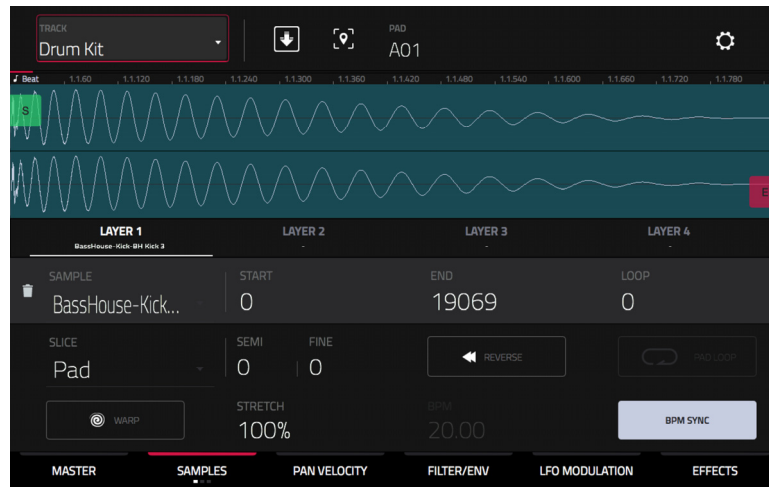 TRACK
Drum Kit
PAD
A01
Beat 1.1.60 1.1.120 1.1.180 1.1.240 1.1.300 1.1.360 1.1.420 1.1.480 1.1.540 1.1.600 1.1.660 1.1.720 1.1.780
S
E
LAYER 1 LAYER 2 LAYER 3 LAYER 4
BassHouse-Kick-BH Kick 3 - - -
SAMPLE START END LOOP
BassHouse-Kick... 0 19069 0
SLICE SEMI FINE
Pad 0 0
REVERSE
PAD LOOP
WARP
STRETCH BPM
100% 20.00
BPM SYNC
MASTER SAMPLES PAN VELOCITY FILTER/ENV LFO MODULATION EFFECTS